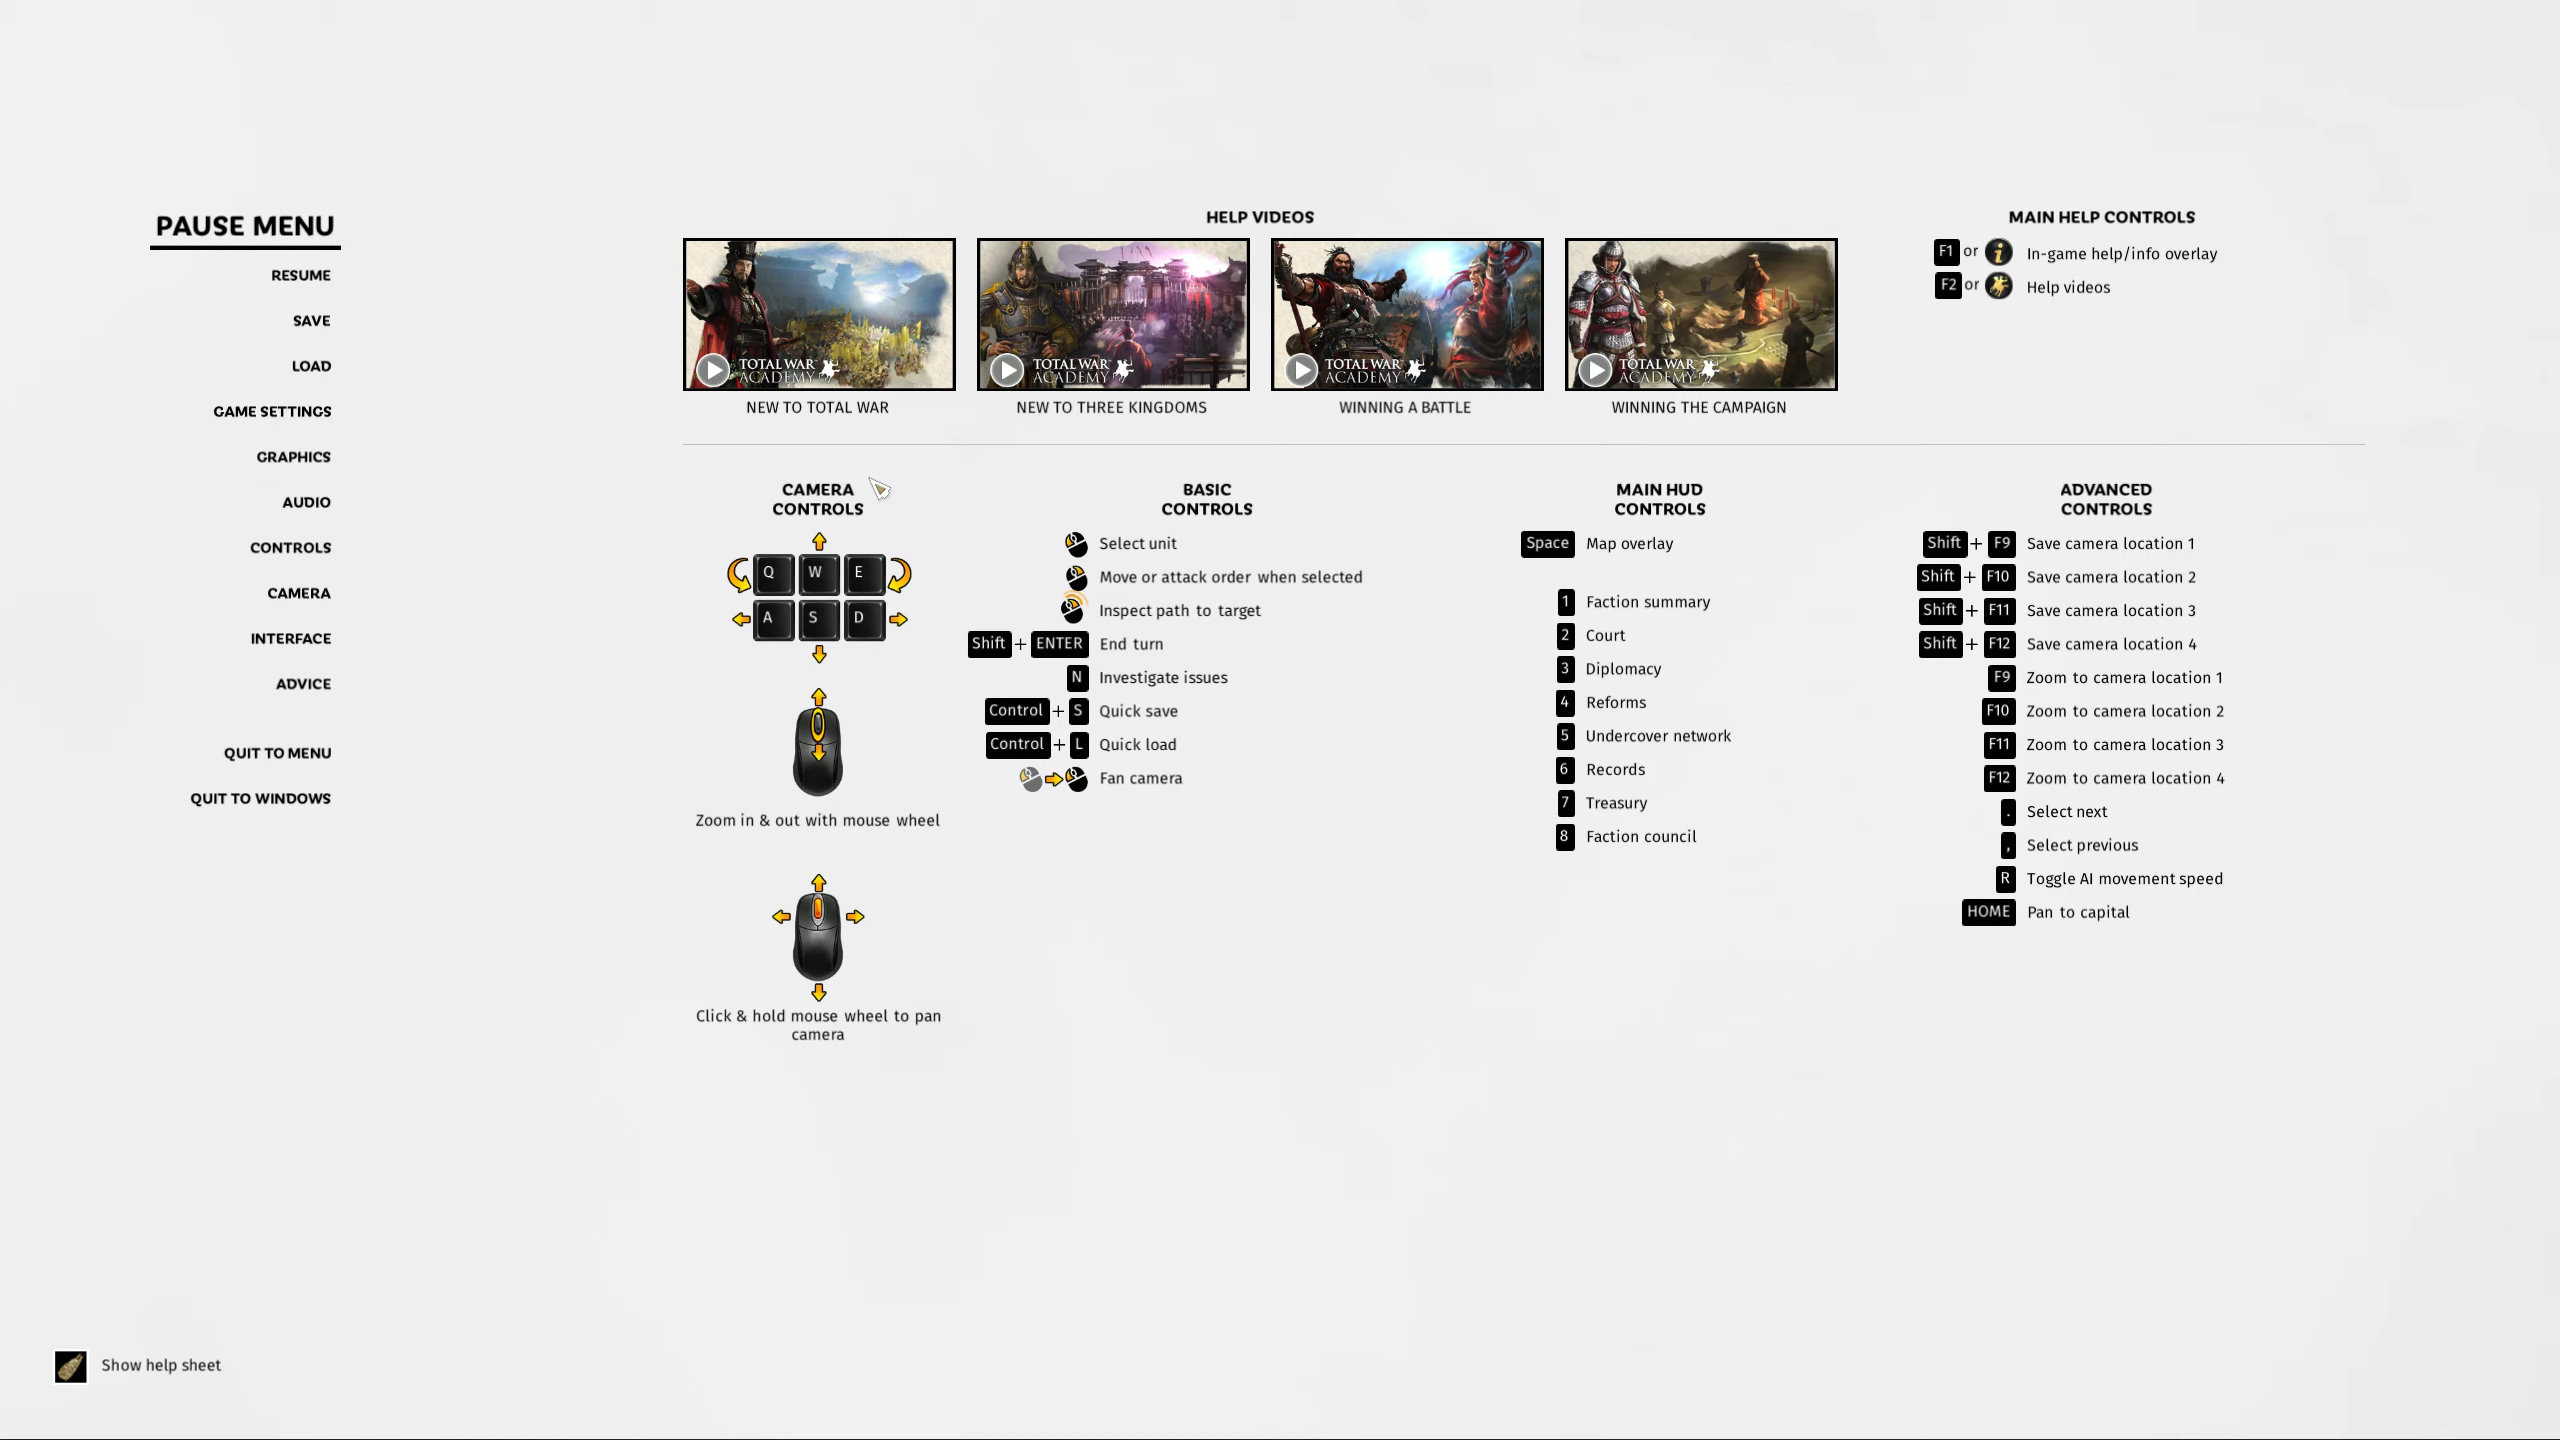 PAUSE MENU
RESUME
SAVE
LOAD
GAME SETTINGS
GRAPHICS
AUDIO
CONTROLS
CAMERA
INTERFACE
ADVICE
QUIT TO MENU
QUIT TO WINDOWS
Show help sheet
HELP VIDEOS
TOTAL WAR
ACADEMY
NEW TO TOTAL WAR
TOTAL WAR
ACADEMY
NEW TO THREE KINGDOMS
TOTAL WAR
ACADEMY
WINNING A BATTLE
TOTAL WAR
ACADEMY
WINNING THE CAMPAIGN
MAIN HELP CONTROLS
F1 or i In-game help/info overlay
F2 or Help videos
CAMERA
CONTROLS
Q W E
A S D
Zoom in & out with mouse wheel
Click & hold mouse wheel to pan
camera
BASIC
CONTROLS
Select unit
Move or attack order when selected
Inspect path to target
Shift + ENTER End turn
N Investigate issues
Control + S Quick save
Control + L Quick load
Fan camera
MAIN HUD
CONTROLS
Space Map overlay
1 Faction summary
2 Court
3 Diplomacy
4 Reforms
5 Undercover network
6 Records
7 Treasury
8 Faction council
ADVANCED
CONTROLS
Shift + F9 Save camera location 1
Shift + F10 Save camera location 2
Shift + F11 Save camera location 3
Shift + F12 Save camera location 4
F9 Zoom to camera location 1
F10 Zoom to camera location 2
F11 Zoom to camera location 3
F12 Zoom to camera location 4
. Select next
, Select previous
R Toggle AI movement speed
HOME Pan to capital